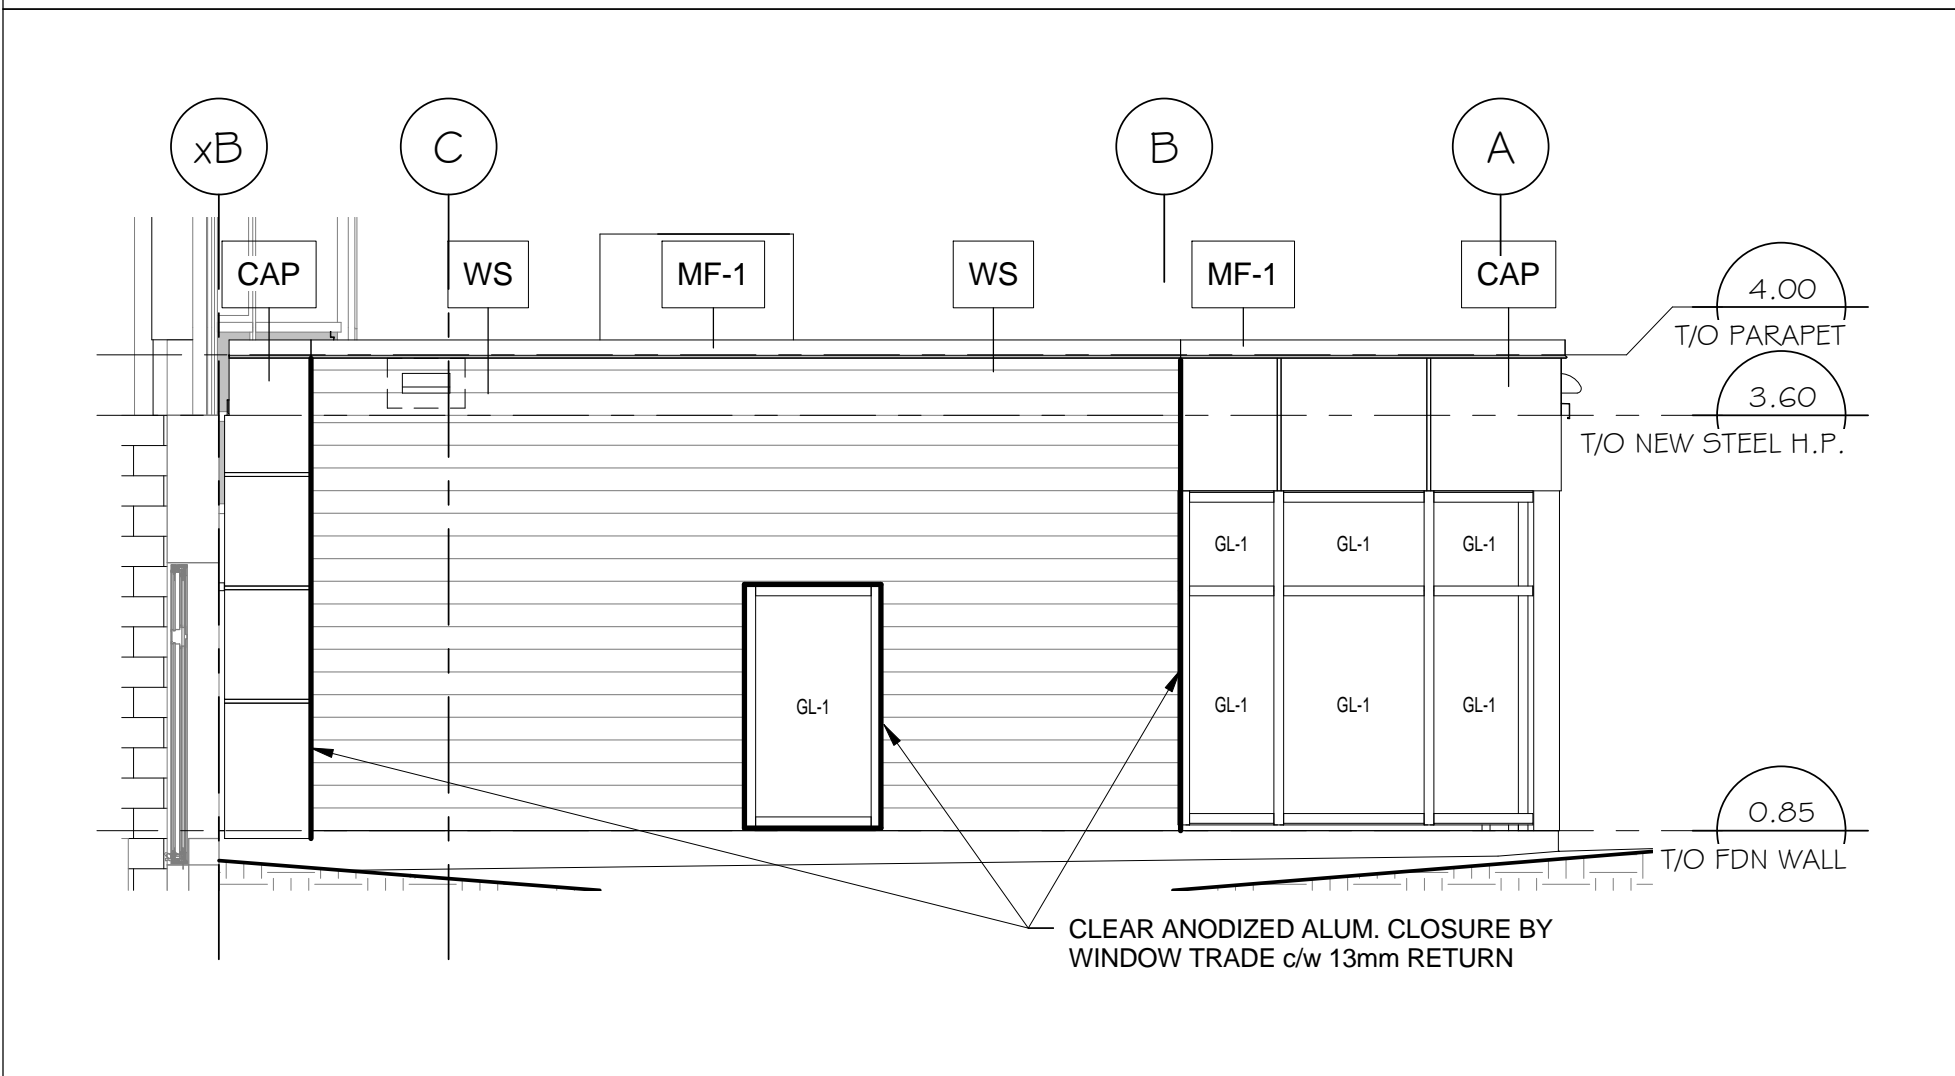 xB
C
B
A
CAP
WS
MF-1
WS
MF-1
CAP
4.00
T/O PARAPET
3.60
T/O NEW STEEL H.P.
GL-1
GL-1
GL-1
GL-1
GL-1
GL-1
GL-1
0.85
T/O FDN WALL
CLEAR ANODIZED ALUM. CLOSURE BY
WINDOW TRADE c/w 13mm RETURN